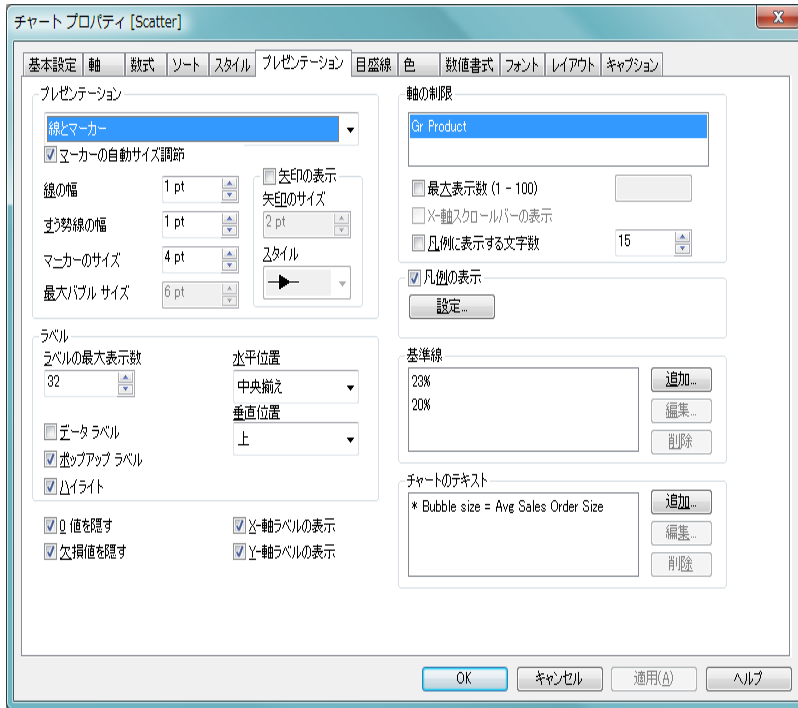 チャート プロパティ [Scatter]
X
基本設定 軸 数式 ソート スタイル プレゼンテーション 目盛線 色 数値書式 フォント レイアウト キャプション
プレゼンテーション
線とマーカー
マーカーの自動サイズ調節
線の幅
1 pt
すう勢線の幅
1 pt
マーカーのサイズ
4 pt
最大バブル サイズ
6 pt
矢印の表示
矢印のサイズ
2 pt
スタイル
ラベル
ラベルの最大表示数
32
データ ラベル
ポップアップ ラベル
ハイライト
水平位置
中央揃え
垂直位置
上
0 値を隠す
欠損値を隠す
X-軸ラベルの表示
Y-軸ラベルの表示
軸の制限
Gr Product
最大表示数 (1 - 100)
X-軸スクロールバーの表示
凡例に表示する文字数
15
凡例の表示
設定...
基準線
23%
20%
追加...
編集...
削除
チャートのテキスト
* Bubble size = Avg Sales Order Size
追加...
編集...
削除
OK キャンセル 適用(A) ヘルプ